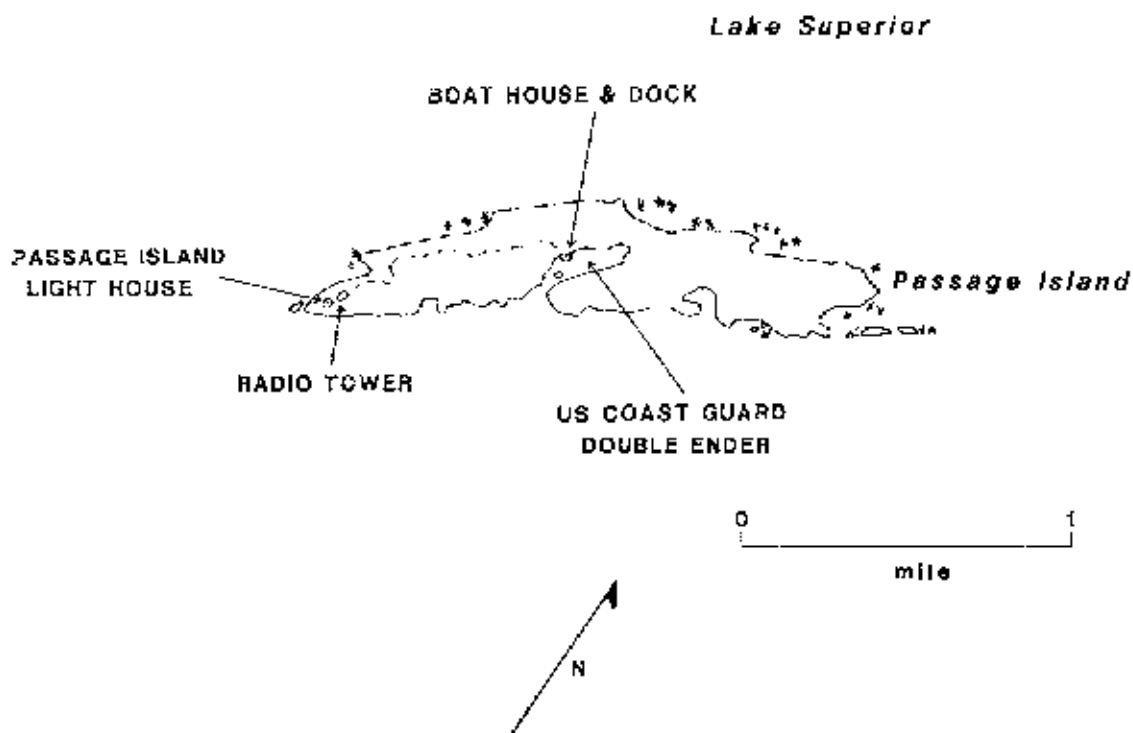 Lake Superior
BOAT HOUSE & DOCK
PASSAGE ISLAND
LIGHT HOUSE
Passage Island
RADIO TOWER
US COAST GUARD
DOUBLE ENDER
0 1
mile
N